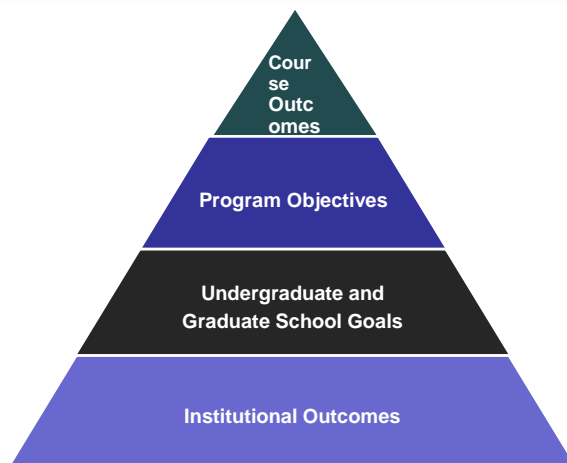 Cour
se
Outc
omes
Program Objectives
Undergraduate and
Graduate School Goals
Institutional Outcomes